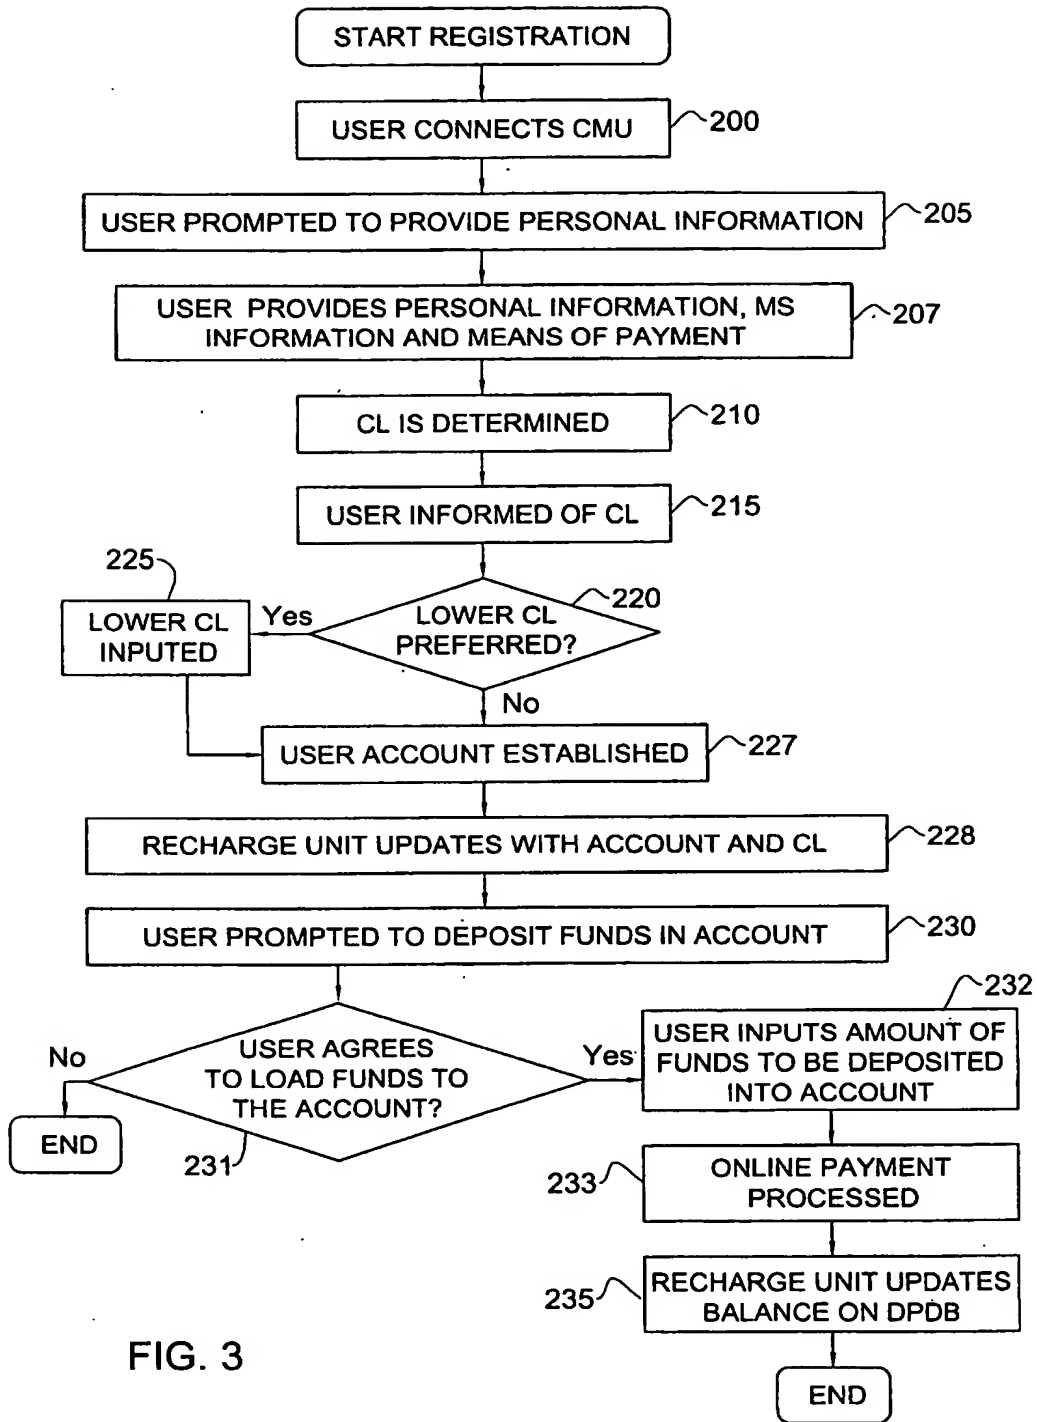 START REGISTRATION
USER CONNECTS CMU
200
USER PROMPTED TO PROVIDE PERSONAL INFORMATION
205
USER PROVIDES PERSONAL INFORMATION, MS
INFORMATION AND MEANS OF PAYMENT
207
CL IS DETERMINED
210
USER INFORMED OF CL
215
225
LOWER CL
INPUTED
Yes
LOWER CL
PREFERRED?
220
No
USER ACCOUNT ESTABLISHED
227
RECHARGE UNIT UPDATES WITH ACCOUNT AND CL
228
USER PROMPTED TO DEPOSIT FUNDS IN ACCOUNT
230
No
USER AGREES
TO LOAD FUNDS TO
THE ACCOUNT?
231
END
Yes
232
USER INPUTS AMOUNT OF
FUNDS TO BE DEPOSITED
INTO ACCOUNT
233
ONLINE PAYMENT
PROCESSED
235
RECHARGE UNIT UPDATES
BALANCE ON DPDB
END
FIG. 3